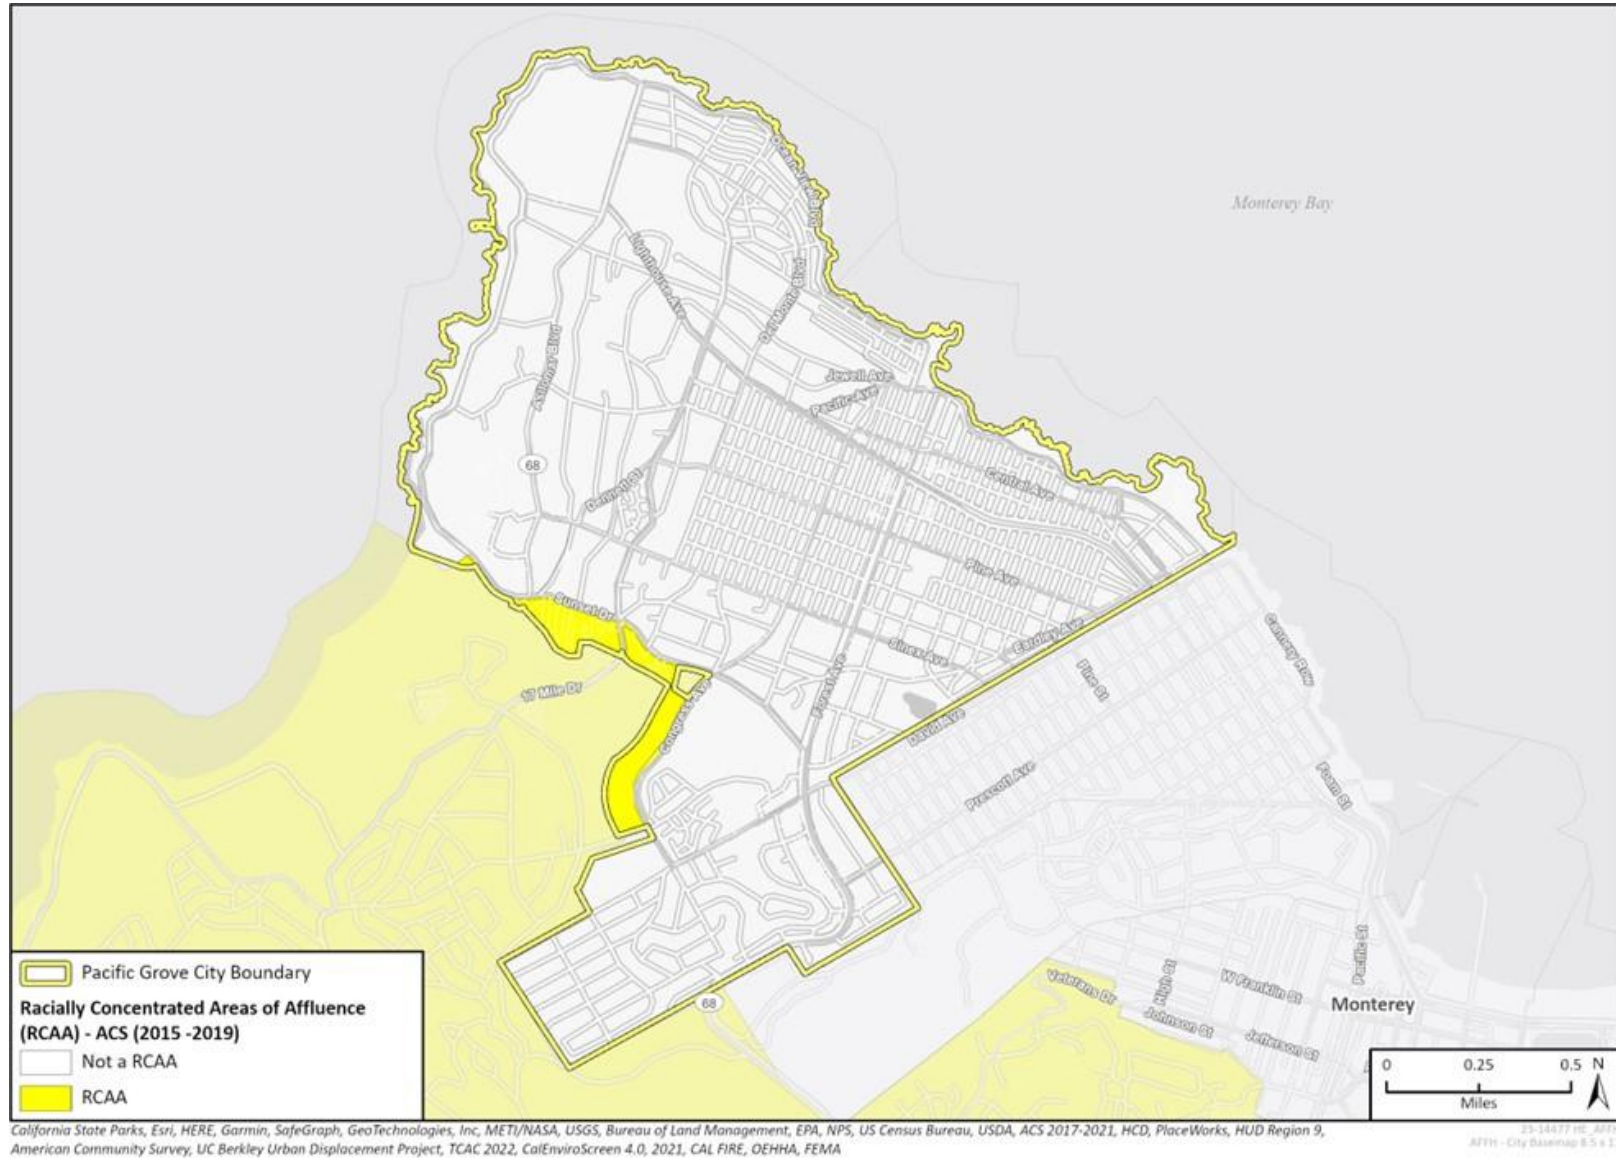 Monterey Bay
Ocean View Blvd
Lighthouse Ave
Del Monte Blvd
Asilomar Blvd
Jewell Ave
Pacific Ave
68
Dennett St
Central Ave
Pine Ave
Sunset Dr
Sinex Ave
Eardley Ave
Cannery Row
Pine St
17 Mile Dr
Forest Ave
Congress Ave
David Ave
Prescott Ave
Foam St
Pacific St
Veterans Dr
High St
W Franklin St
Monterey
Johnson St
Jefferson St
68
Pacific Grove City Boundary
Racially Concentrated Areas of Affluence
(RCAA) - ACS (2015 -2019)
Not a RCAA
RCAA
0 0.25 0.5 N
Miles
California State Parks, Esri, HERE, Garmin, SafeGraph, GeoTechnologies, Inc, METI/NASA, USGS, Bureau of Land Management, EPA, NPS, US Census Bureau, USDA, ACS 2017-2021, HCD, PlaceWorks, HUD Region 9,
American Community Survey, UC Berkley Urban Displacement Project, TCAC 2022, CalEnviroScreen 4.0, 2021, CAL FIRE, OEHHA, FEMA